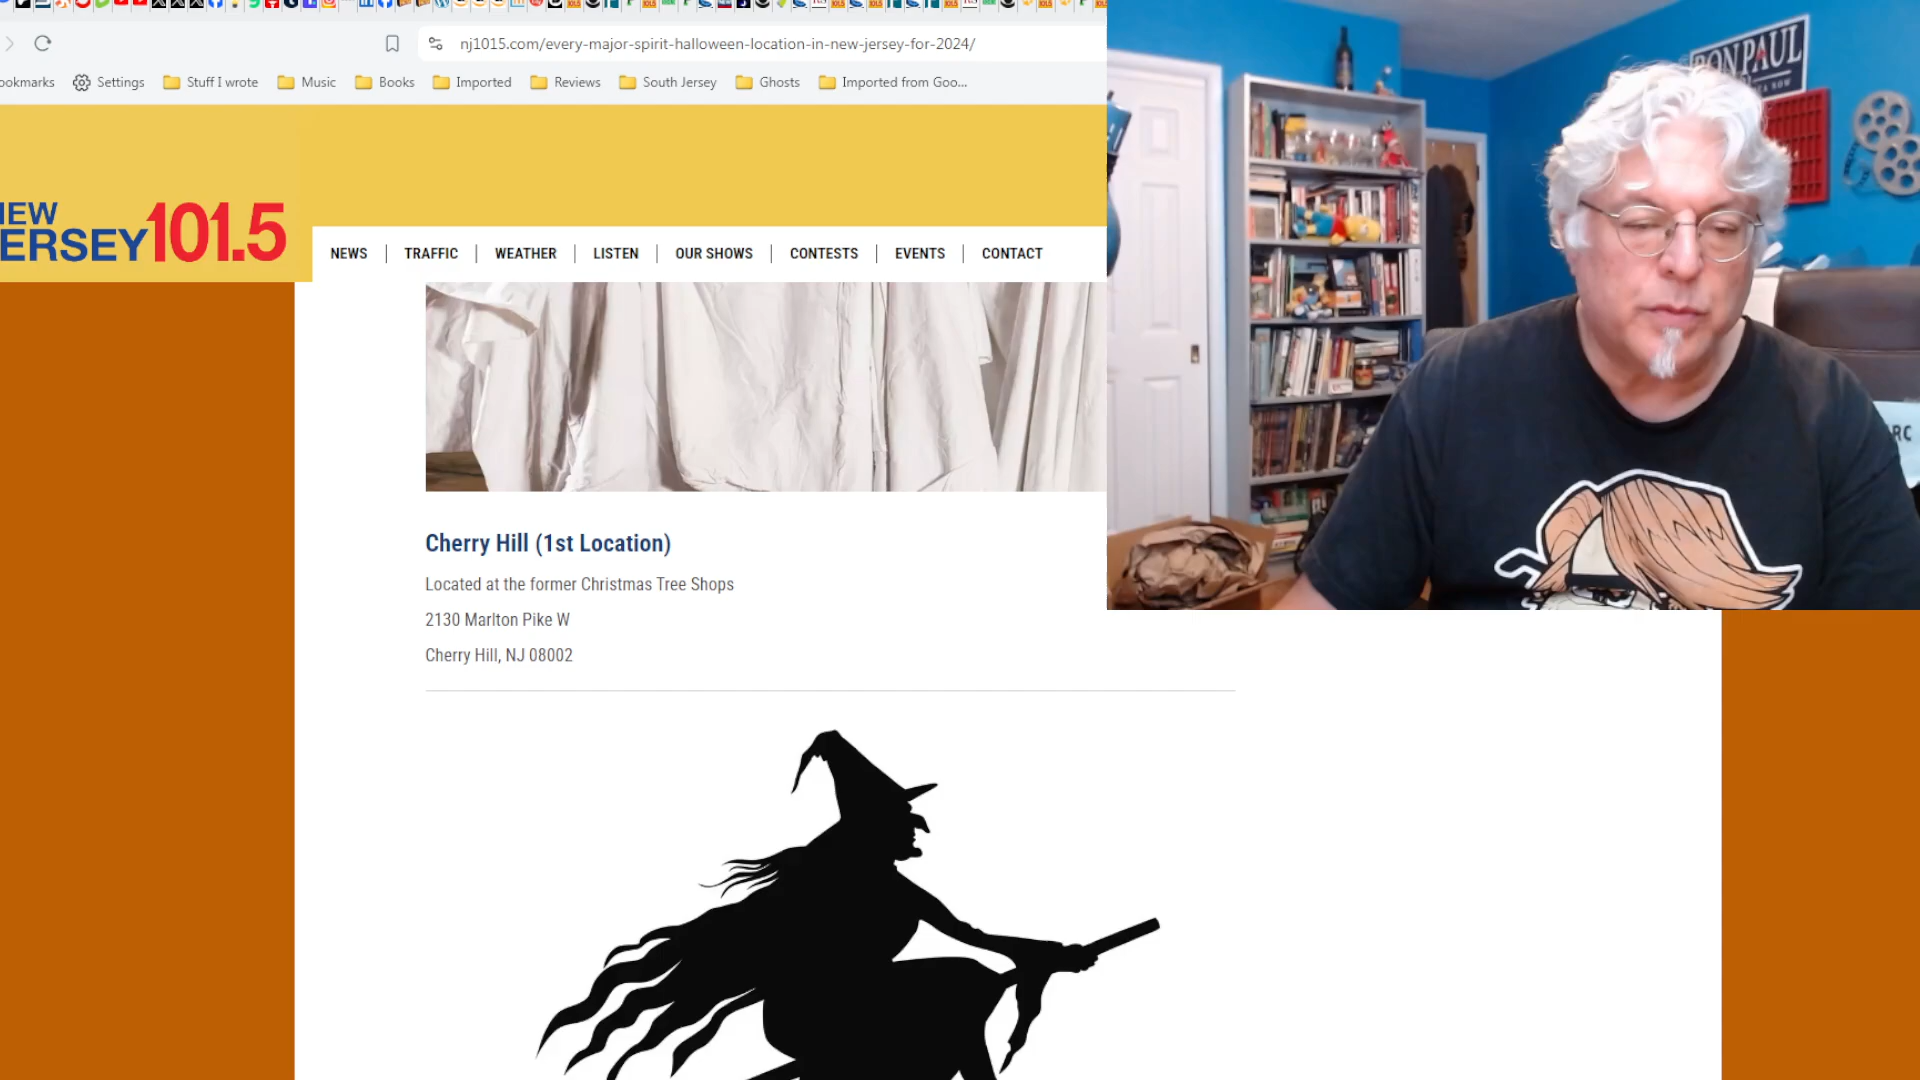 nj1015.com/every-major-spirit-halloween-location-in-new-jersey-for-2024/
ookmarks Settings Stuff I wrote Music Books Imported Reviews South Jersey Ghosts Imported from Goo...
NEW
ERSEY 101.5
NEWS TRAFFIC WEATHER LISTEN OUR SHOWS CONTESTS EVENTS CONTACT
RON PAUL
RC
Cherry Hill (1st Location)
Located at the former Christmas Tree Shops
2130 Marlton Pike W
Cherry Hill, NJ 08002